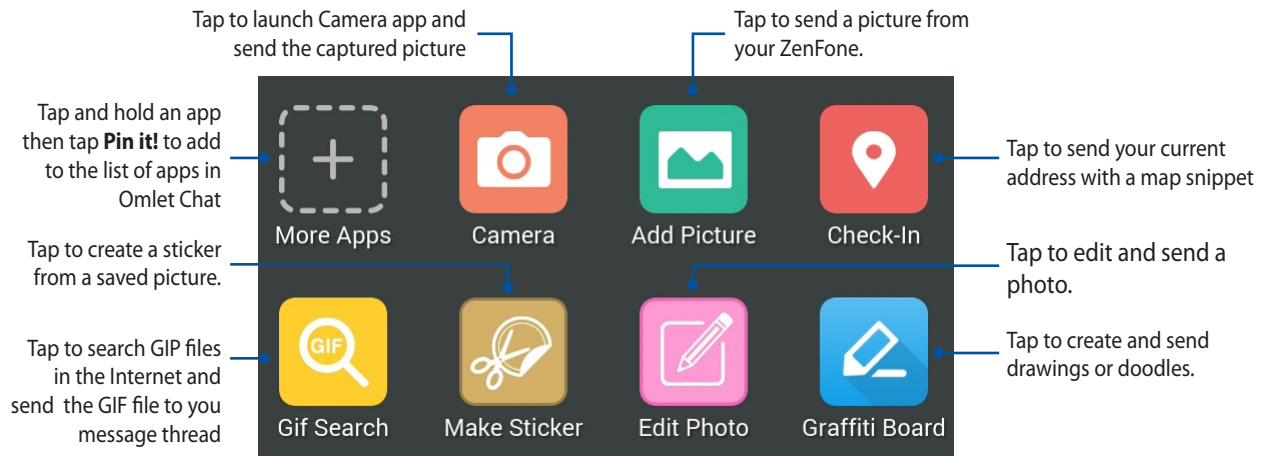 Tap to launch Camera app and
send the captured picture
Tap to send a picture from
your ZenFone.
Tap and hold an app
then tap Pin it! to add
to the list of apps in
Omlet Chat
Tap to send your current
address with a map snippet
More Apps
Camera
Add Picture
Check-In
Tap to create a sticker
from a saved picture.
Tap to edit and send a
photo.
GIF
Tap to search GIP files
in the Internet and
send the GIF file to you
message thread
Tap to create and send
drawings or doodles.
Gif Search
Make Sticker
Edit Photo
Graffiti Board